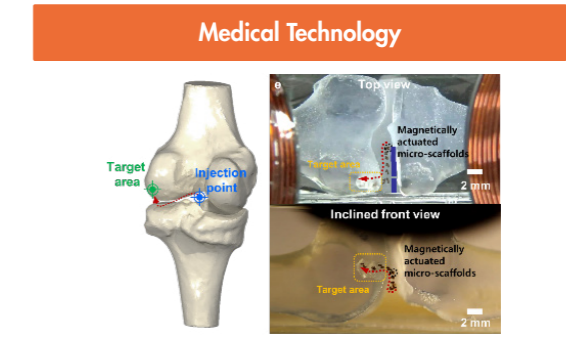 Medical Technology
Target
area
Injection
point
e
Top view
Magnetically
actuated
micro-scaffolds
Target area
2 mm
Inclined front view
Magnetically
actuated
micro-scaffolds
Target area
2 mm